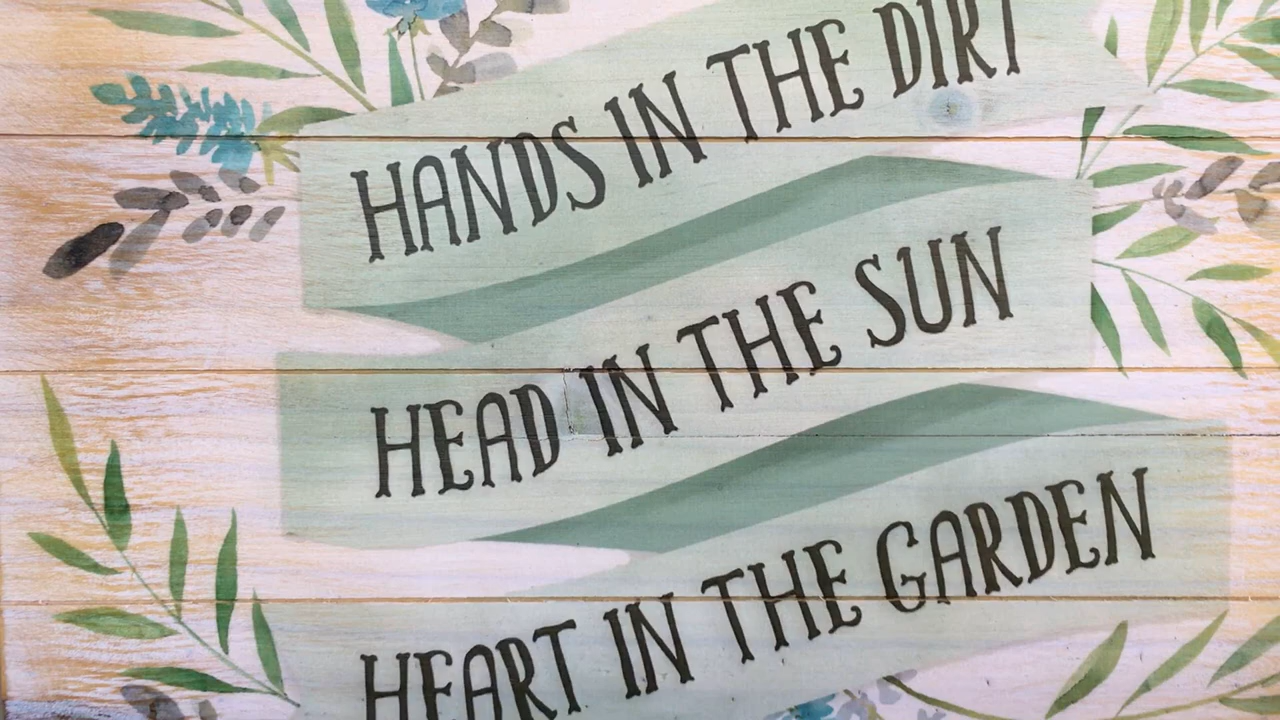 HANDS IN THE DIRT
HEAD IN THE SUN
HEART IN THE GARDEN